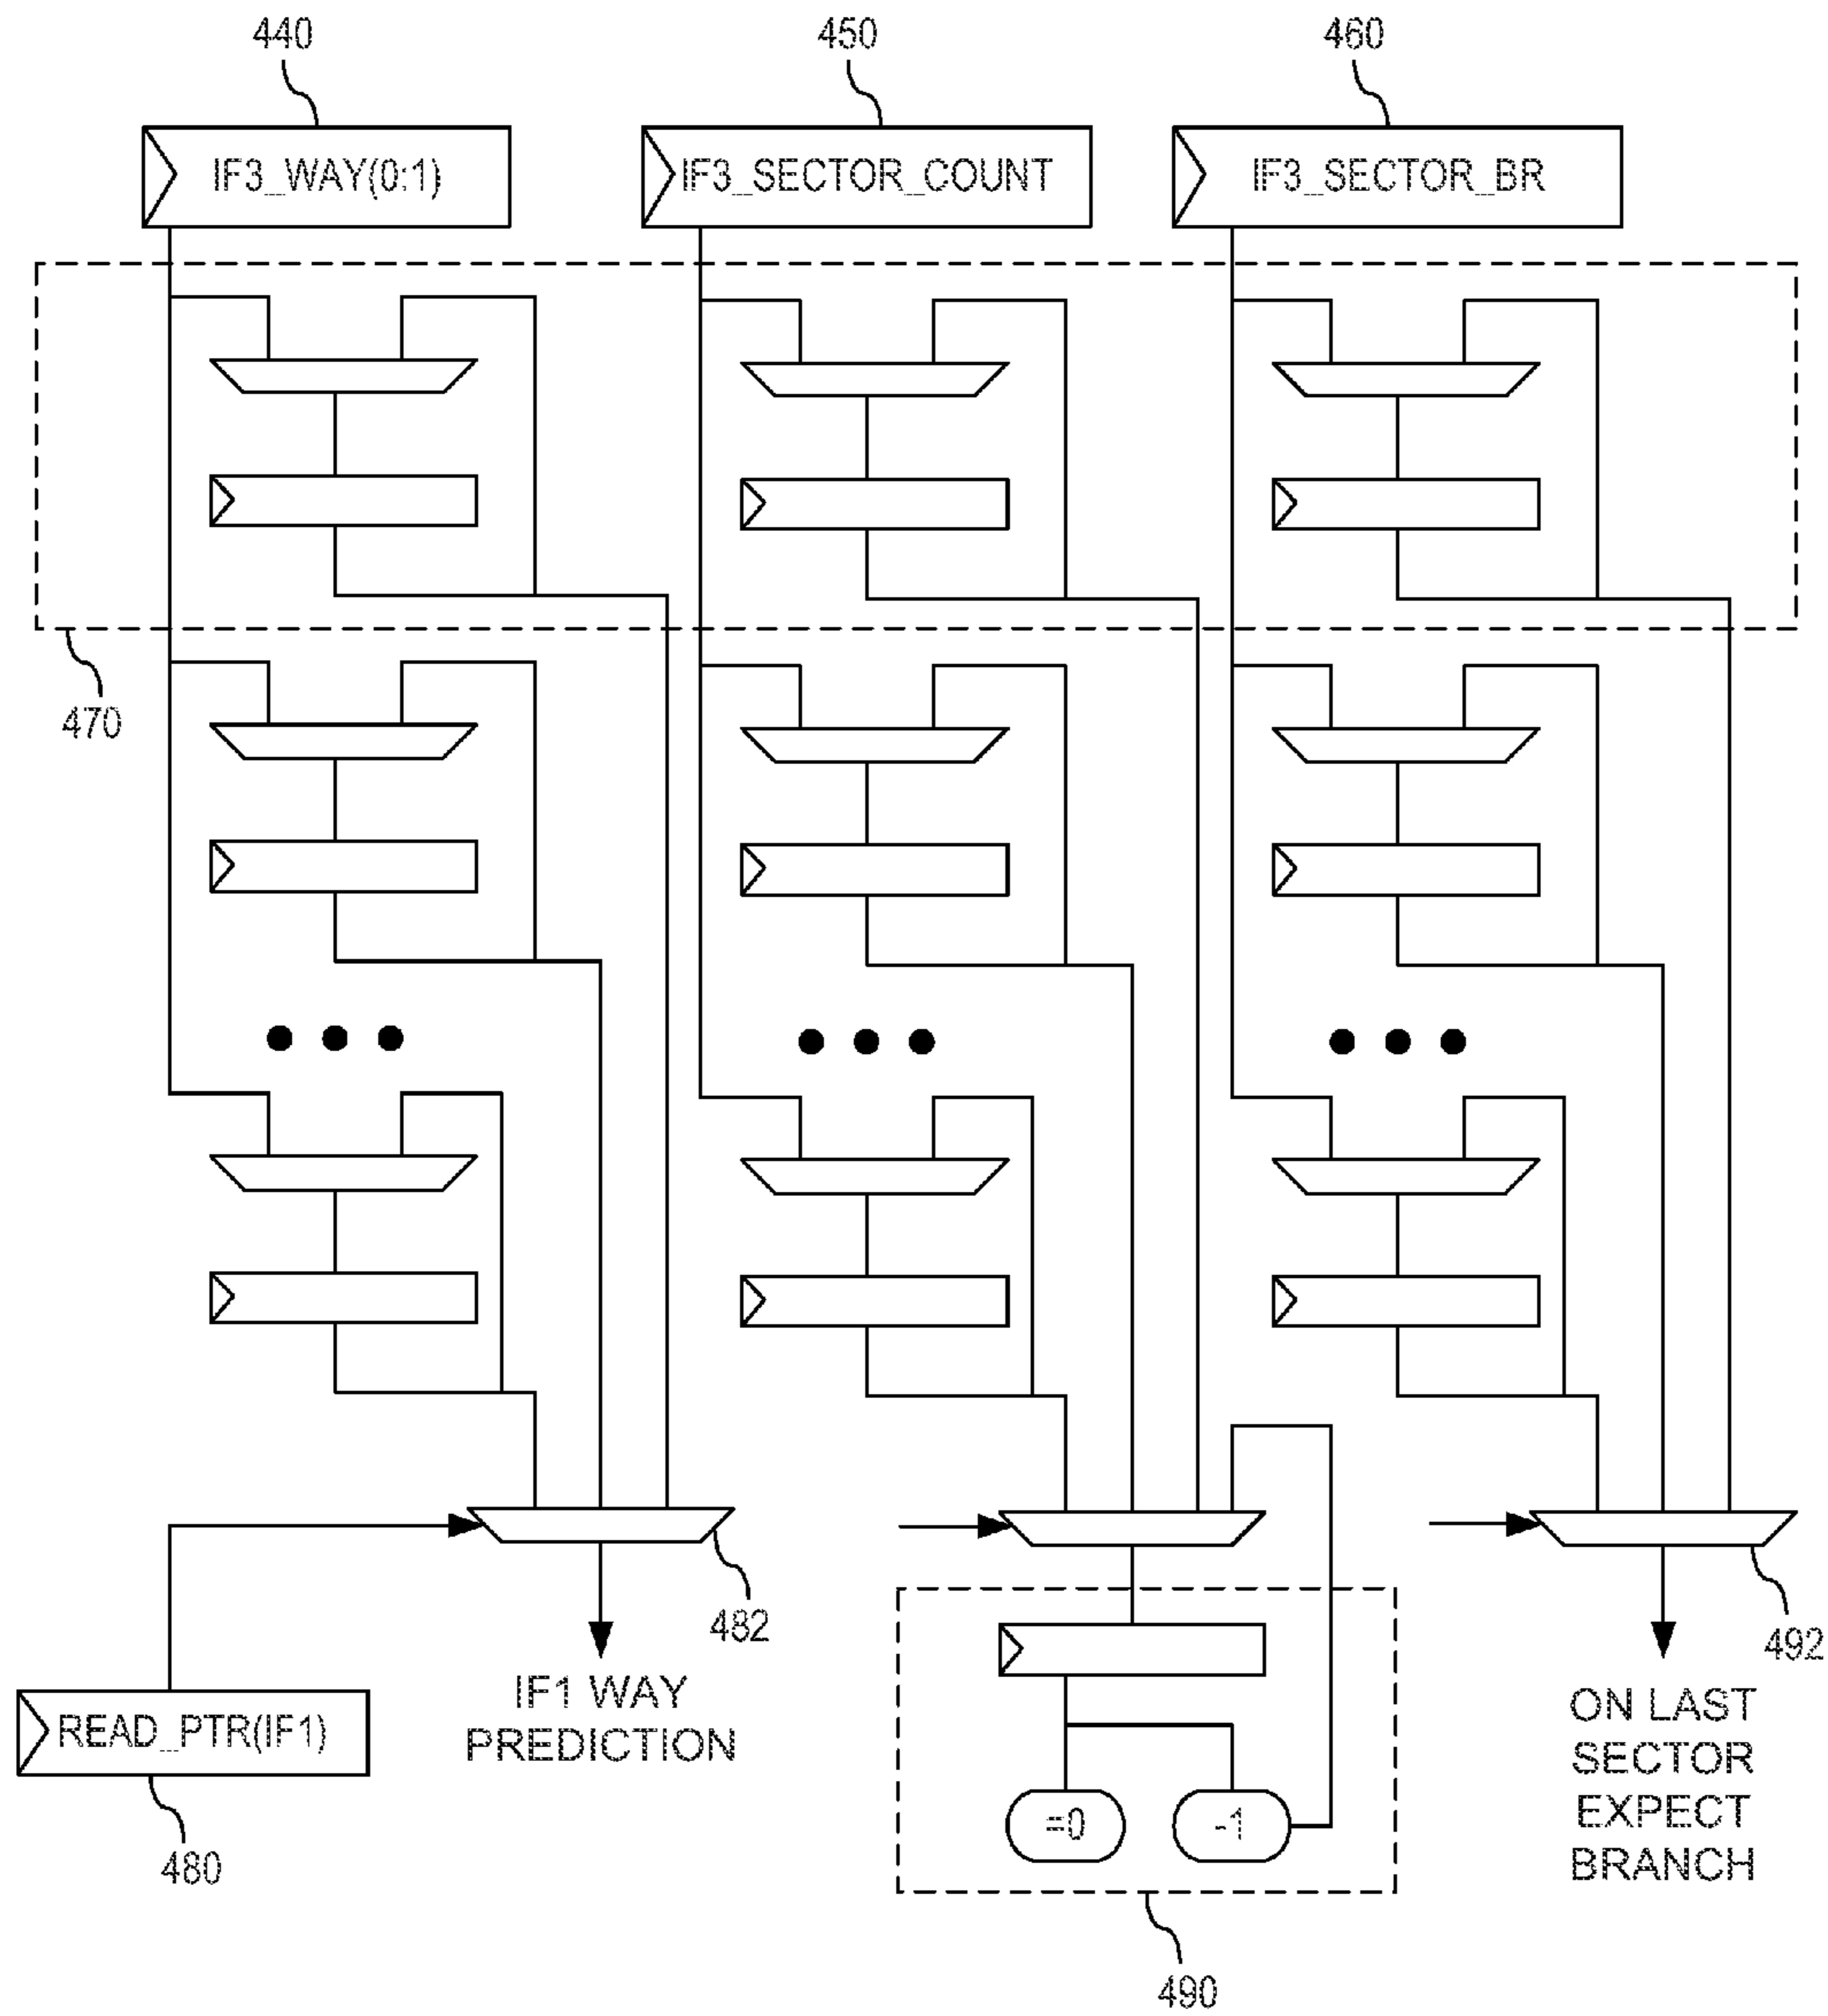 440
450
460
IF3_WAY(0:1)
IF3_SECTOR_COUNT
IF3_SECTOR_BR
470
482
492
READ_PTR(IF1)
480
IF1 WAY
PREDICTION
=0
-1
490
ON LAST
SECTOR
EXPECT
BRANCH